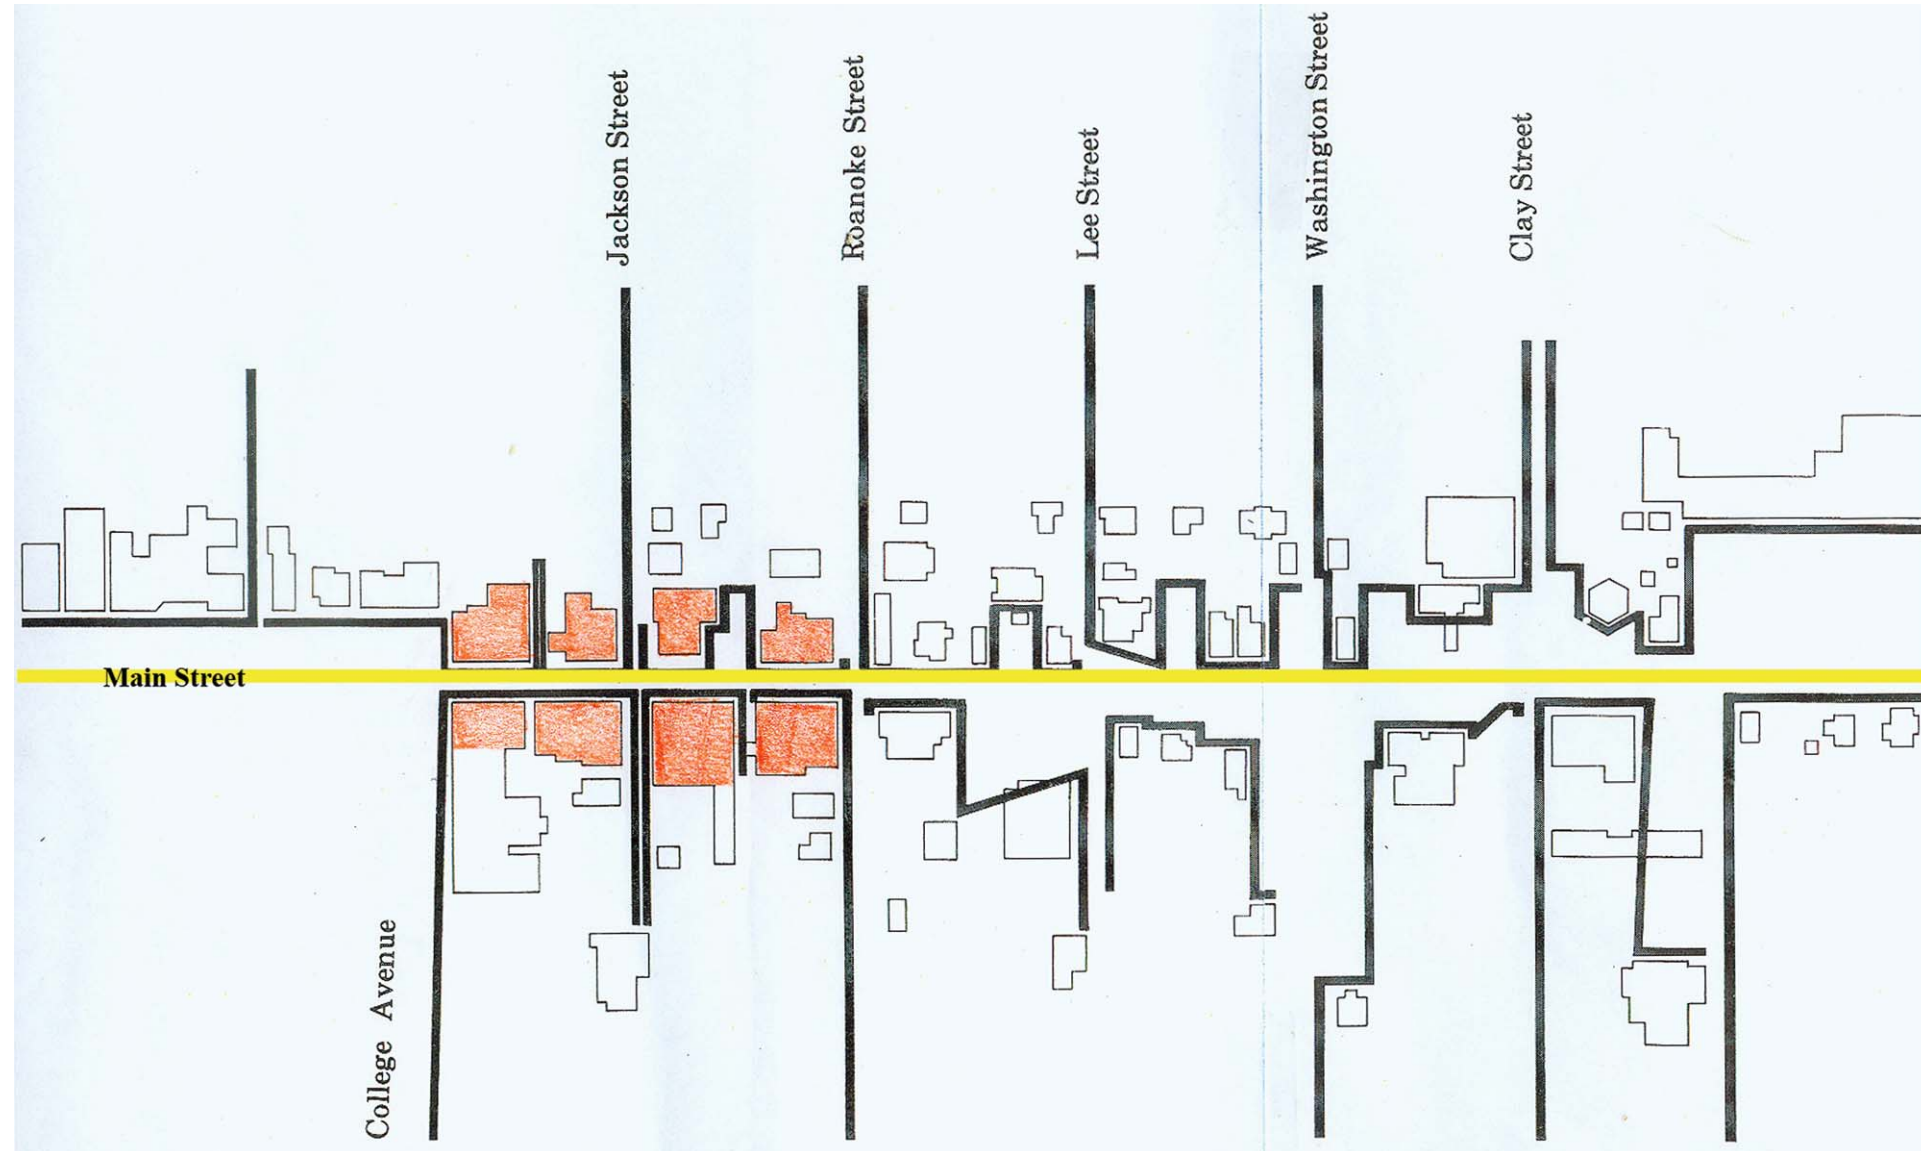 Jackson Street
Roanoke Street
Lee Street
Washington Street
Clay Street
Main Street
College Avenue